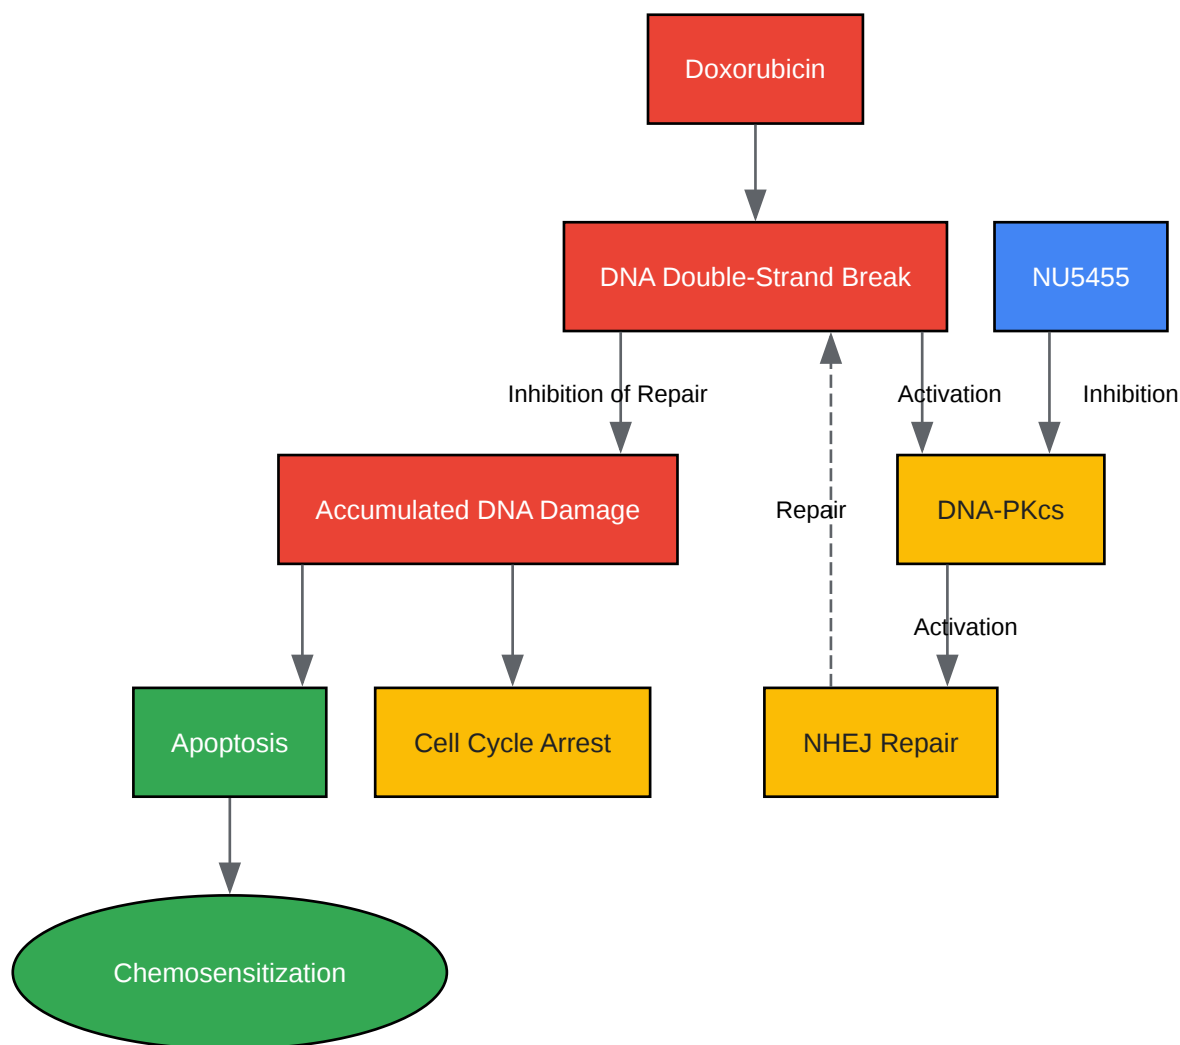 Doxorubicin
DNA Double-Strand Break
NU5455
Inhibition of Repair
Activation
Inhibition
Accumulated DNA Damage
Repair
DNA-PKcs
Activation
Apoptosis
Cell Cycle Arrest
NHEJ Repair
Chemosensitization